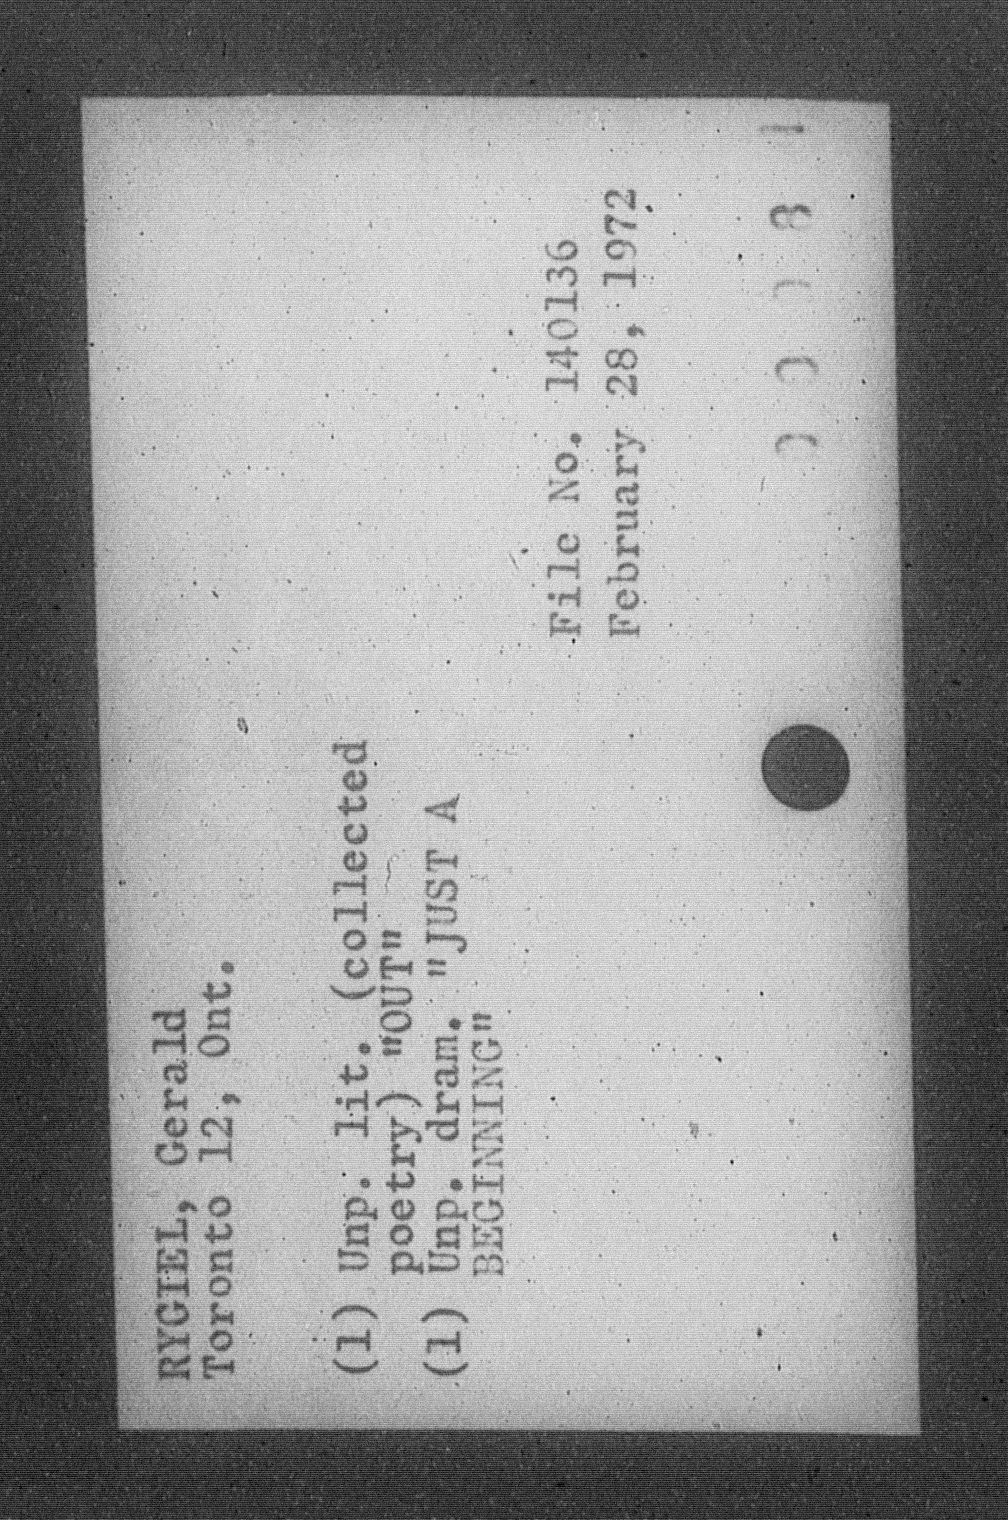 RYGIEL, Gerald
Toronto 12, Ont.
(1) Unp. lit. (collected
poetry) "OUT"
(1) Unp. dram. "JUST A
BEGINNING"
File No. 140136
February 28, 1972